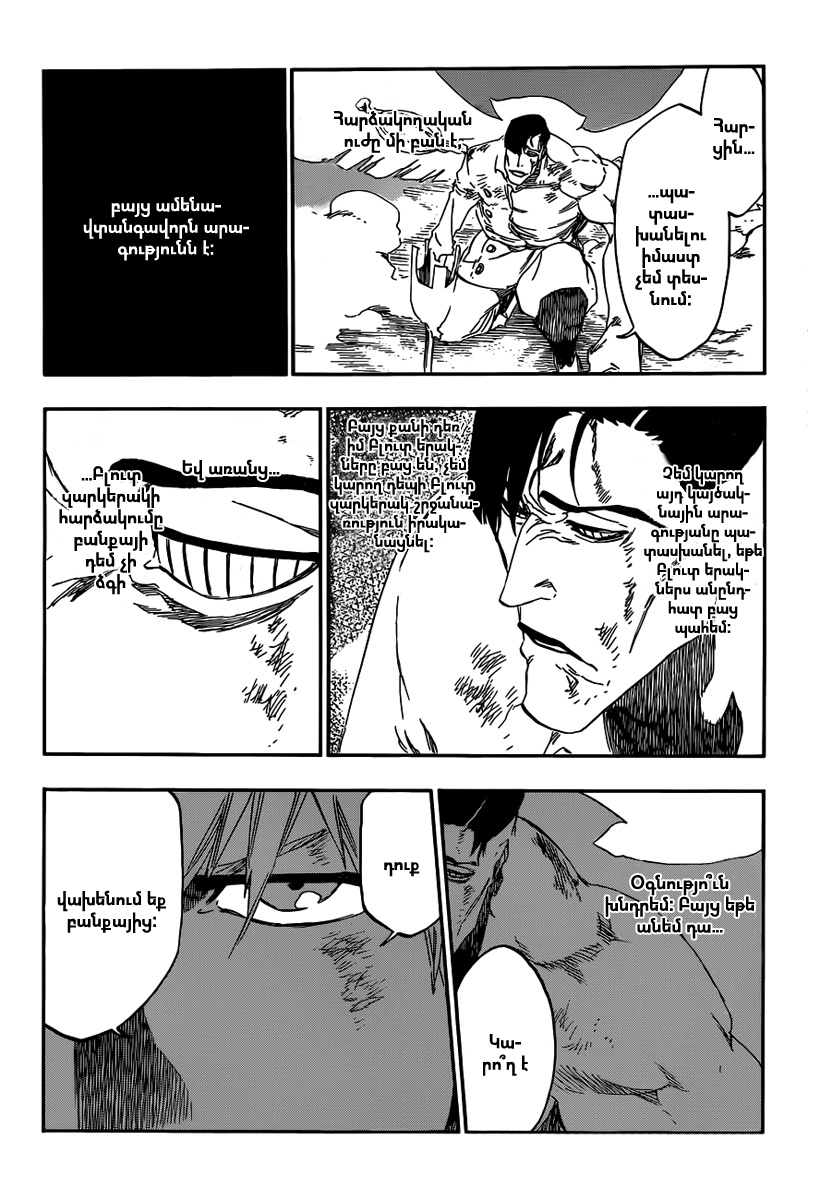 Հար-
ցին...
...պա-
տաս-
խանելու
իմաստ
չեմ տես-
նում:
Հարձակողական
ուժը մի բան է,
բայց ամենա-
վտանգավորն արա-
գությունն է:
Չեմ կարող
այդ կայծակ-
նային արա-
գությանը պա-
տասխանել, եթե
Բլուտ երակ-
ներս անընդ-
հատ բաց
պահեմ:
Բայց քանի դեռ
իմ Բլուտ երակ-
ները բաց են, չեմ
կարող դեպի Բլուտ
զարկերակ շրջանա-
ռություն իրակա-
նացնել:
Եվ առանց...
...Բլուտ
զարկերակի
հարձակումը
բանքայի
դեմ չի
ձգի
Օգնությո՞ւն
խնդրեմ: Բայց եթե
անեմ դա...
Կա-
րո՞ղ է
դուք
վախենում եք
բանքայից: